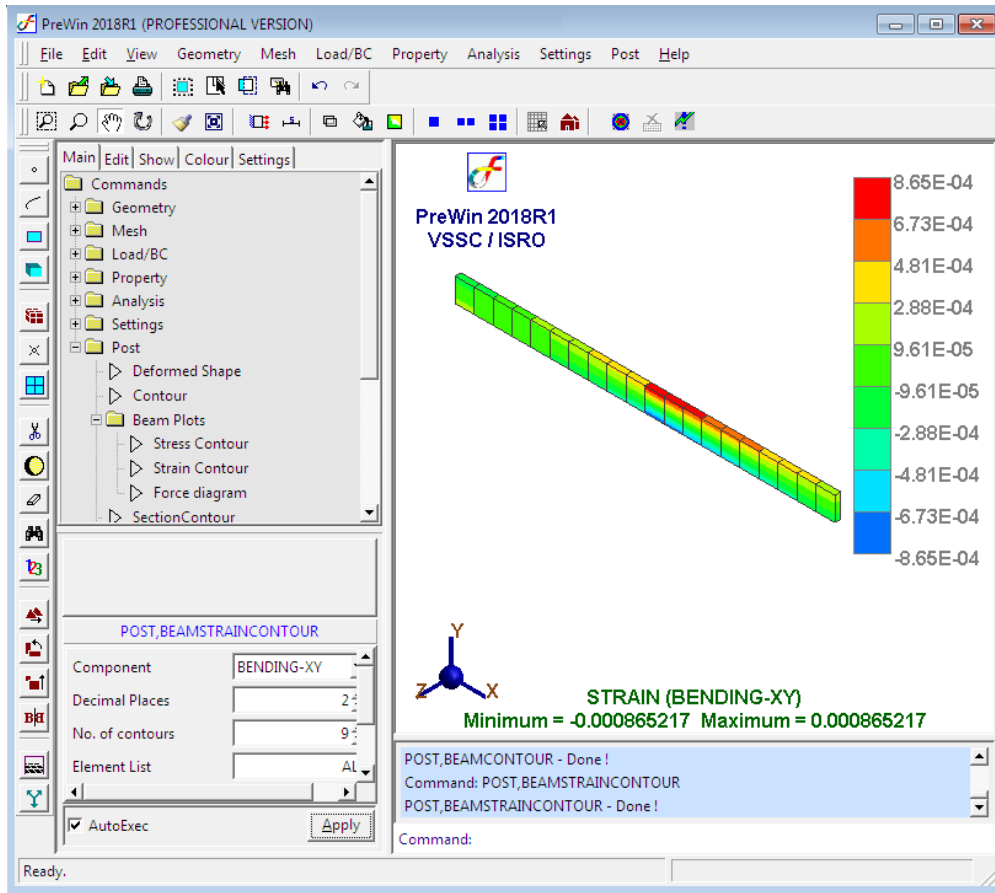 PreWin 2018R1 (PROFESSIONAL VERSION)
File Edit View Geometry Mesh Load/BC Property Analysis Settings Post Help
Main Edit Show Colour Settings
Commands
Geometry
Mesh
Load/BC
Property
Analysis
Settings
Post
Deformed Shape
Contour
Beam Plots
Stress Contour
Strain Contour
Force diagram
SectionContour
123
B B
POST,BEAMSTRAINCONTOUR
Component BENDING-XY
Decimal Places 2
No. of contours 9
Element List AL
AutoExec Apply
PreWin 2018R1
VSSC / ISRO
8.65E-04
6.73E-04
4.81E-04
2.88E-04
9.61E-05
-9.61E-05
-2.88E-04
-4.81E-04
-6.73E-04
-8.65E-04
Y
Z X
STRAIN (BENDING-XY)
Minimum = -0.000865217 Maximum = 0.000865217
POST,BEAMCONTOUR - Done !
Command: POST,BEAMSTRAINCONTOUR
POST,BEAMSTRAINCONTOUR - Done !
Command:
Ready.